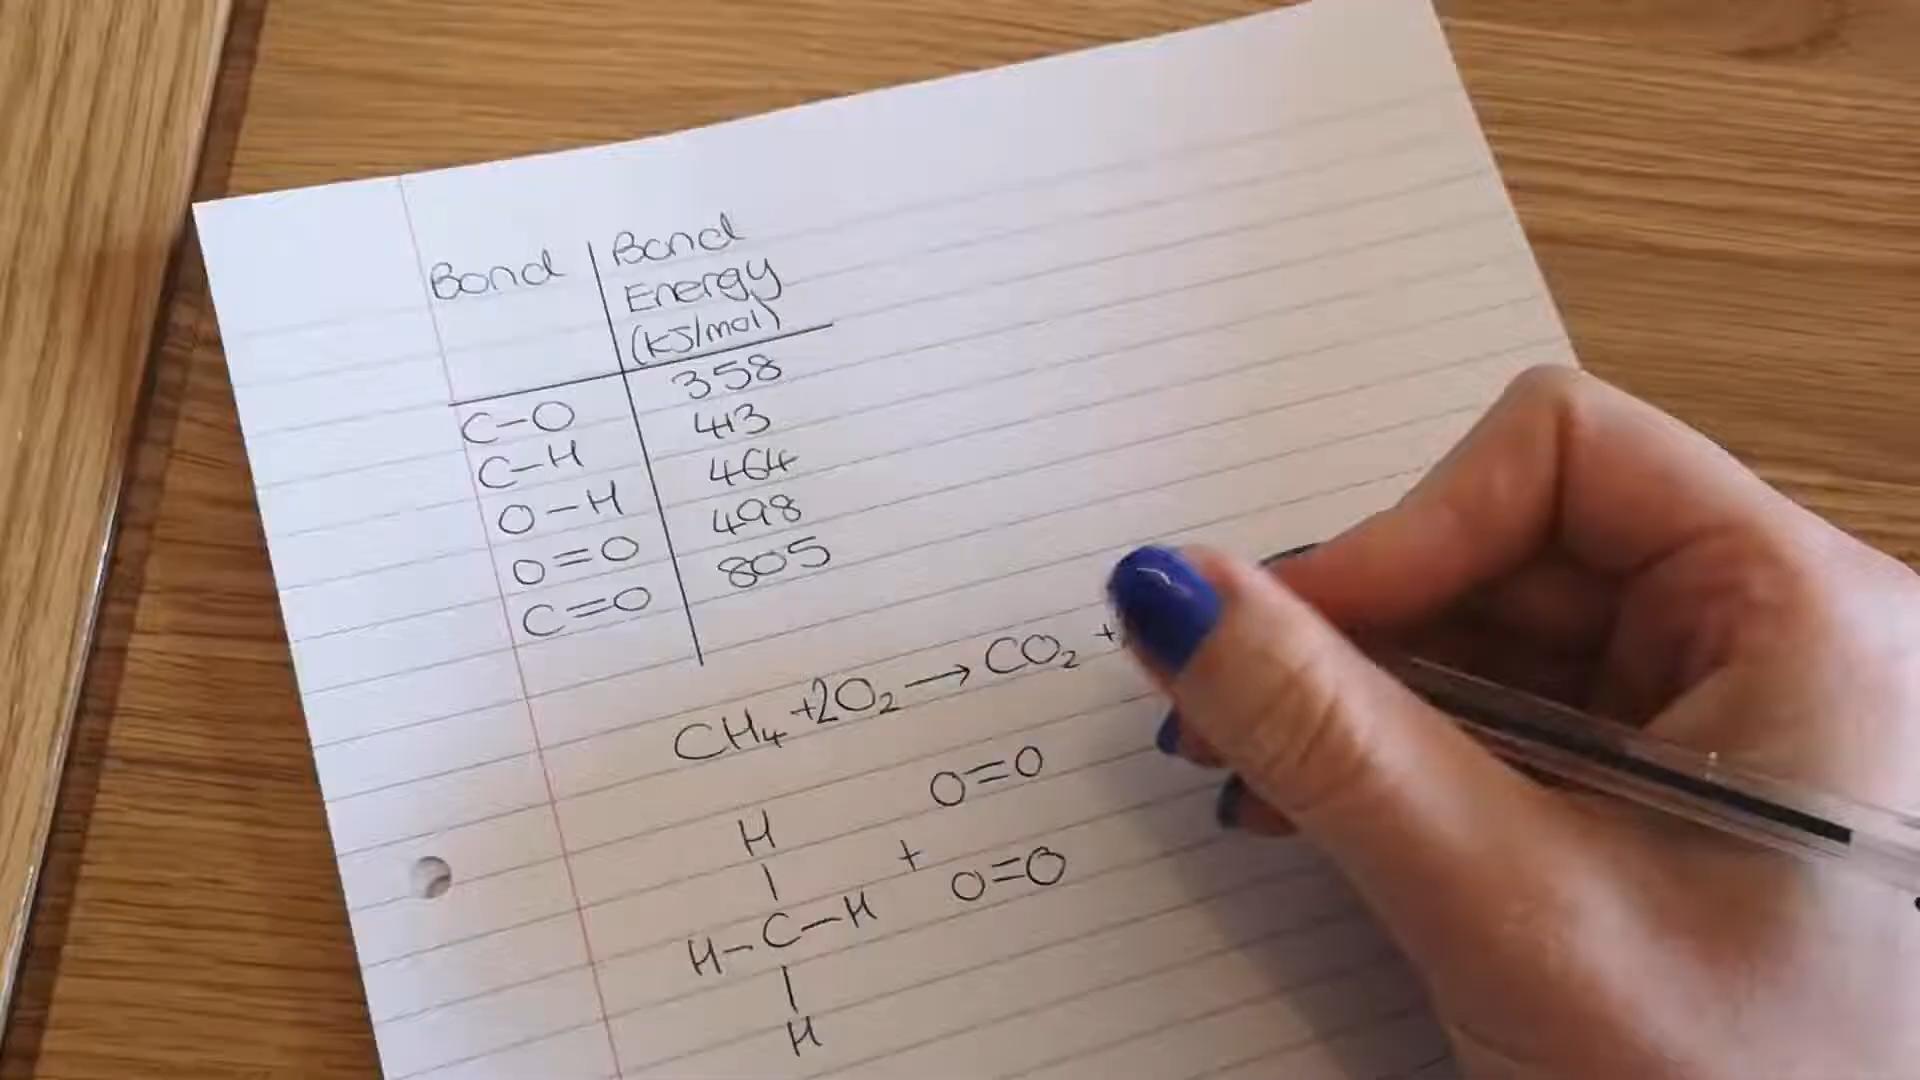 Bond | Bond
Energy
(kJ/mol)
C-O 358
C-H 413
O-H 464
O=O 498
C=O 805
CH₄ +2O₂ → CO₂ +
H
|
H-C-H
|
H
+
O=O
O=O